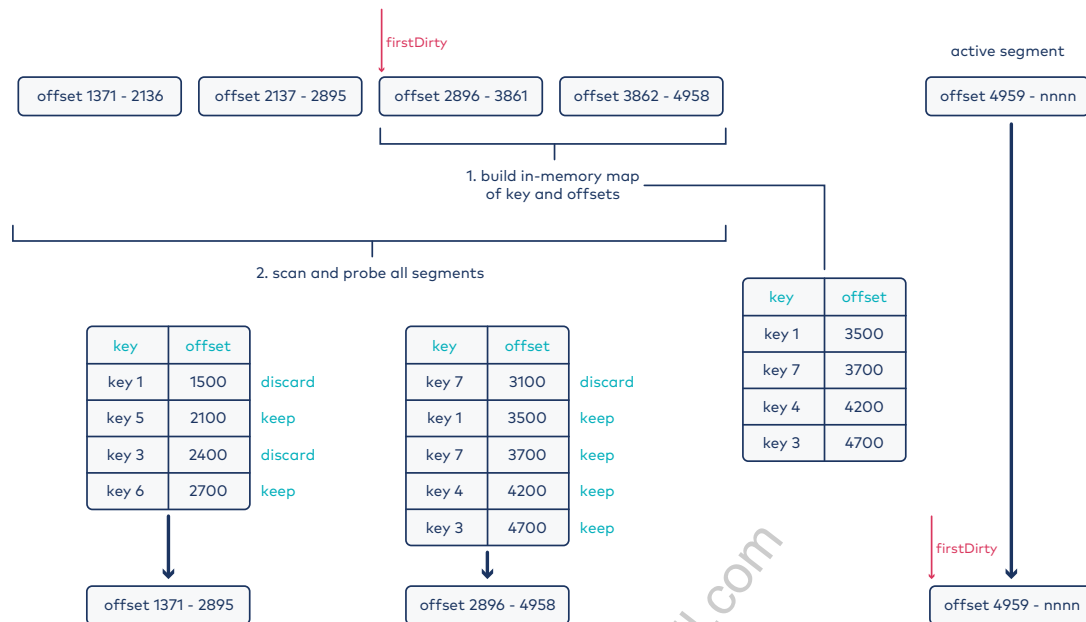 firstDirty
active segment
offset 1371 - 2136
offset 2137 - 2895
offset 2896 - 3861
offset 3862 - 4958
offset 4959 - nnnn
1. build in-memory map
of key and offsets
2. scan and probe all segments
key offset
key 1 3500
key 7 3700
key 4 4200
key 3 4700
key offset
key 1 1500 discard
key 5 2100 keep
key 3 2400 discard
key 6 2700 keep
key offset
key 7 3100 discard
key 1 3500 keep
key 7 3700 keep
key 4 4200 keep
key 3 4700 keep
firstDirty
offset 1371 - 2895
offset 2896 - 4958
offset 4959 - nnnn
.com